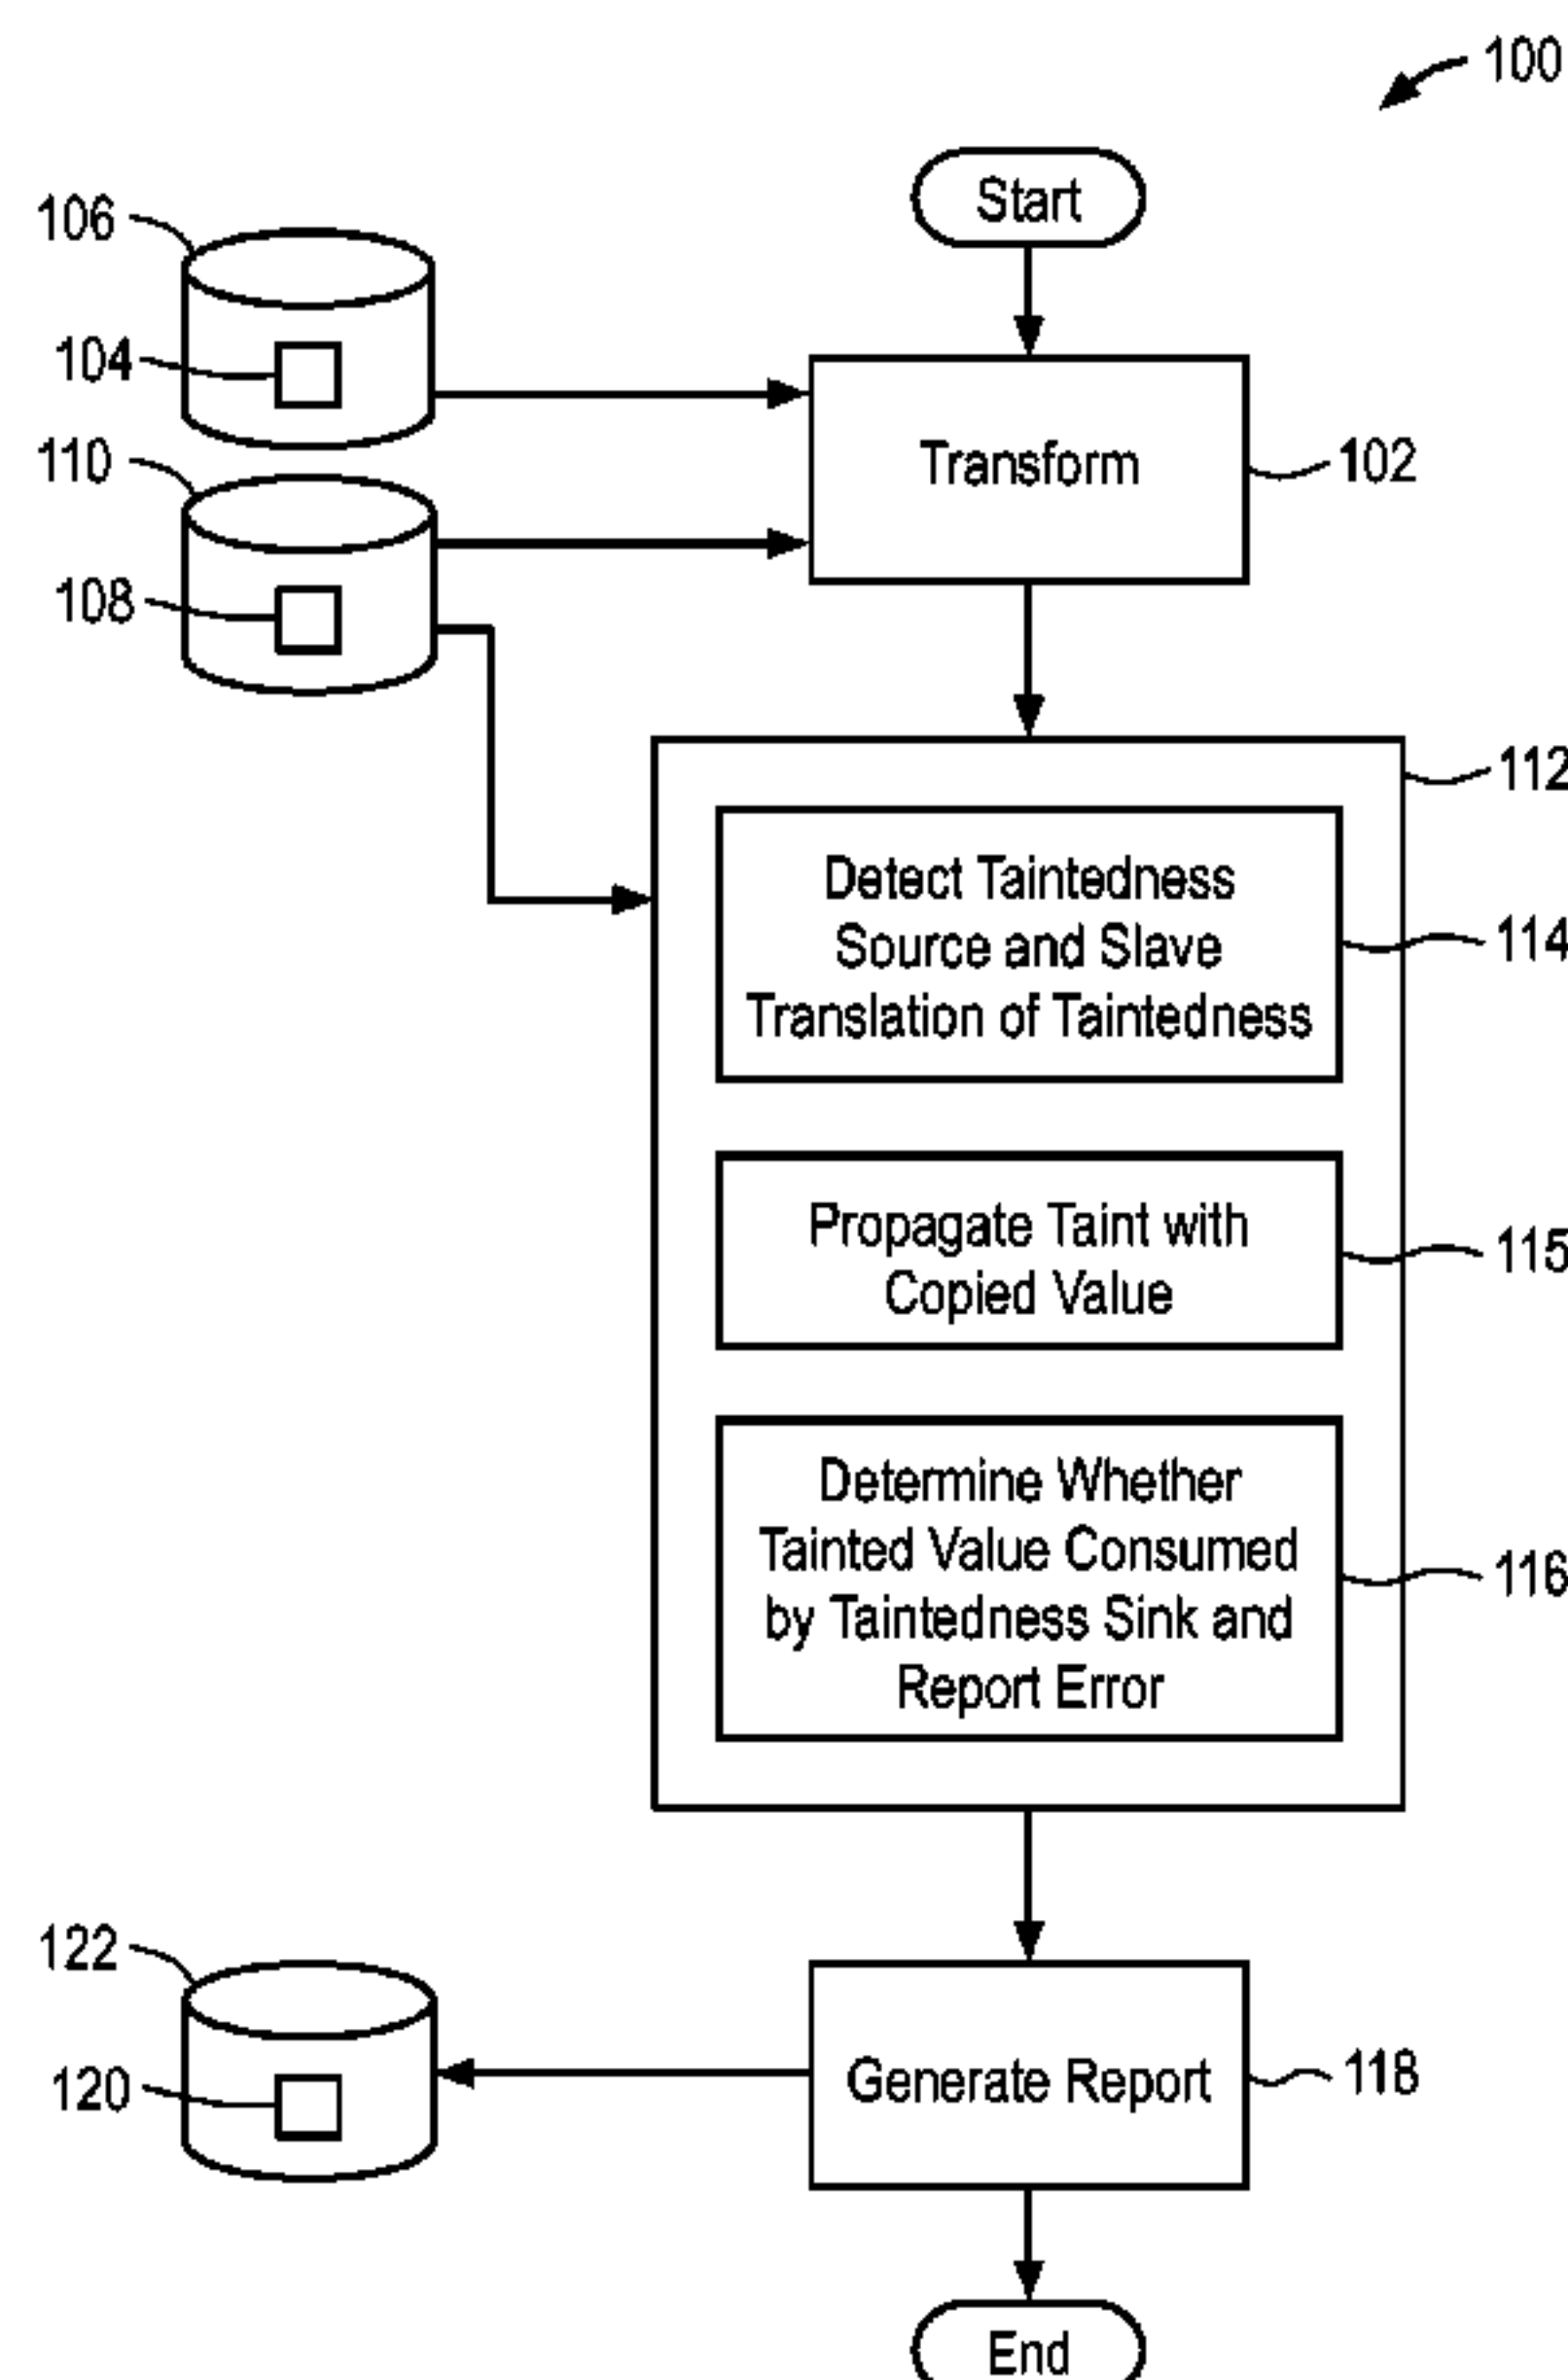 100
Start
106
104
110
Transform
102
108
112
Detect Taintedness
Source and Slave
Translation of Taintedness
114
Propagate Taint with
Copied Value
115
Determine Whether
Tainted Value Consumed
by Taintedness Sink and
Report Error
116
122
120
Generate Report
118
End